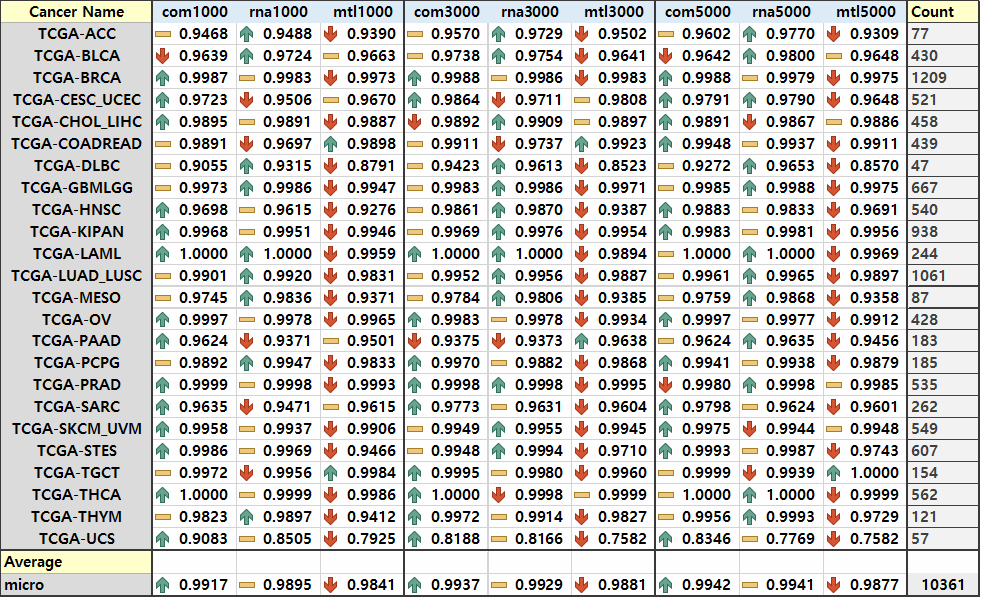 Cancer Name com1000 rna1000 mtl1000 com3000 rna3000 mtl3000 com5000 rna5000 mtl5000 Count
TCGA-ACC 0.9468 0.9488 0.9390 0.9570 0.9729 0.9502 0.9602 0.9770 0.9309 77
TCGA-BLCA 0.9639 0.9724 0.9663 0.9738 0.9754 0.9641 0.9642 0.9800 0.9648 430
TCGA-BRCA 0.9987 0.9983 0.9973 0.9988 0.9986 0.9983 0.9988 0.9979 0.9975 1209
TCGA-CESC_UCEC 0.9723 0.9506 0.9670 0.9864 0.9711 0.9808 0.9791 0.9790 0.9648 521
TCGA-CHOL_LIHC 0.9895 0.9891 0.9887 0.9892 0.9909 0.9897 0.9891 0.9867 0.9886 458
TCGA-COADREAD 0.9891 0.9697 0.9898 0.9911 0.9737 0.9923 0.9948 0.9937 0.9911 439
TCGA-DLBC 0.9055 0.9315 0.8791 0.9423 0.9613 0.8523 0.9272 0.9653 0.8570 47
TCGA-GBMLGG 0.9973 0.9986 0.9947 0.9983 0.9986 0.9971 0.9985 0.9988 0.9975 667
TCGA-HNSC 0.9698 0.9615 0.9276 0.9861 0.9870 0.9387 0.9883 0.9833 0.9691 540
TCGA-KIPAN 0.9968 0.9951 0.9946 0.9969 0.9976 0.9954 0.9983 0.9981 0.9956 938
TCGA-LAML 1.0000 1.0000 0.9959 1.0000 1.0000 0.9894 1.0000 1.0000 0.9969 244
TCGA-LUAD_LUSC 0.9901 0.9920 0.9831 0.9952 0.9956 0.9887 0.9961 0.9965 0.9897 1061
TCGA-MESO 0.9745 0.9836 0.9371 0.9784 0.9806 0.9385 0.9759 0.9868 0.9358 87
TCGA-OV 0.9997 0.9978 0.9965 0.9983 0.9978 0.9934 0.9997 0.9977 0.9912 428
TCGA-PAAD 0.9624 0.9371 0.9501 0.9375 0.9373 0.9638 0.9624 0.9635 0.9456 183
TCGA-PCPG 0.9892 0.9947 0.9833 0.9970 0.9882 0.9868 0.9941 0.9938 0.9879 185
TCGA-PRAD 0.9999 0.9998 0.9993 0.9998 0.9998 0.9995 0.9980 0.9998 0.9985 535
TCGA-SARC 0.9635 0.9471 0.9615 0.9773 0.9631 0.9604 0.9798 0.9624 0.9601 262
TCGA-SKCM_UVM 0.9958 0.9937 0.9906 0.9949 0.9955 0.9945 0.9975 0.9944 0.9948 549
TCGA-STES 0.9986 0.9969 0.9466 0.9948 0.9994 0.9710 0.9993 0.9987 0.9743 607
TCGA-TGCT 0.9972 0.9956 0.9984 0.9995 0.9980 0.9960 0.9999 0.9939 1.0000 154
TCGA-THCA 1.0000 0.9999 0.9986 1.0000 0.9998 0.9999 1.0000 1.0000 0.9999 562
TCGA-THYM 0.9823 0.9897 0.9412 0.9972 0.9914 0.9827 0.9956 0.9993 0.9729 121
TCGA-UCS 0.9083 0.8505 0.7925 0.8188 0.8166 0.7582 0.8346 0.7769 0.7582 57
Average
micro 0.9917 0.9895 0.9841 0.9937 0.9929 0.9881 0.9942 0.9941 0.9877 10361